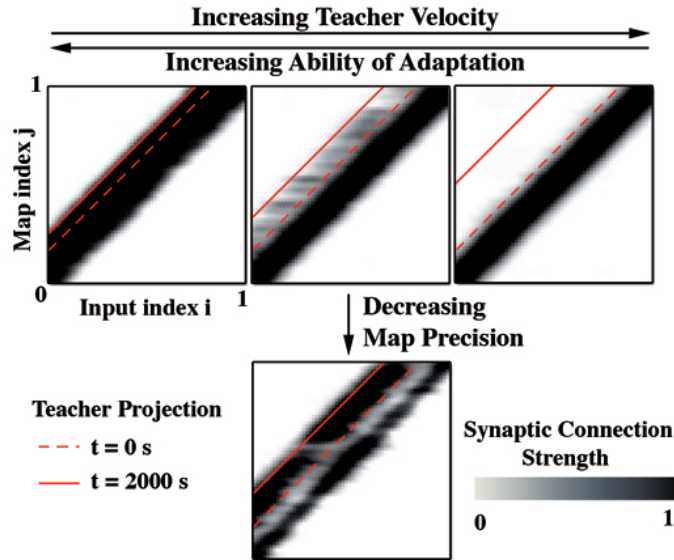 Increasing Teacher Velocity
Increasing Ability of Adaptation
1
Map index j
0
Input index i
1
Decreasing
Map Precision
Teacher Projection
t = 0 s
t = 2000 s
Synaptic Connection
Strength
0
1